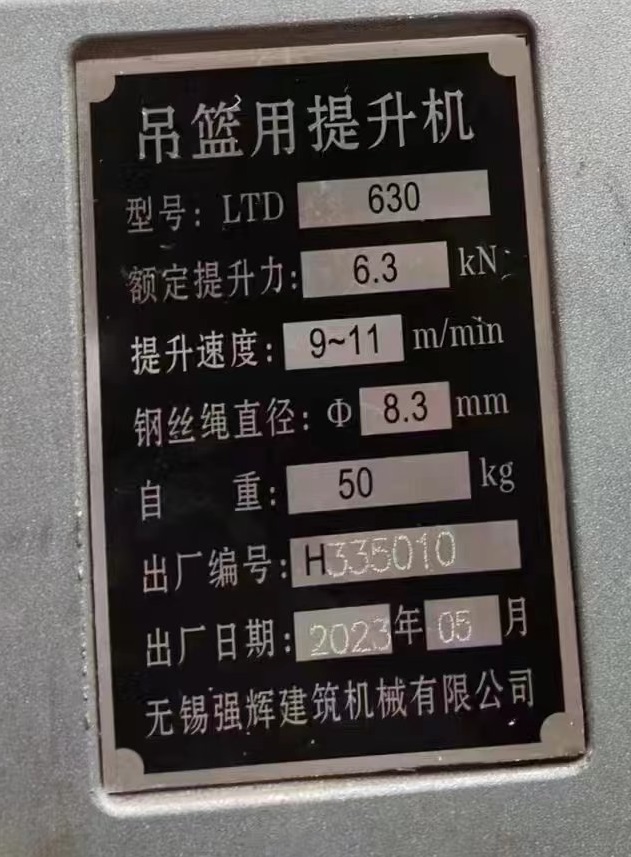 吊篮用提升机
型号: LTD 630
额定提升力: 6.3 kN
提升速度: 9~11 m/min
钢丝绳直径: Φ 8.3 mm
自 重: 50 kg
出厂编号: H335010
出厂日期: 2023年05月
无锡强辉建筑机械有限公司